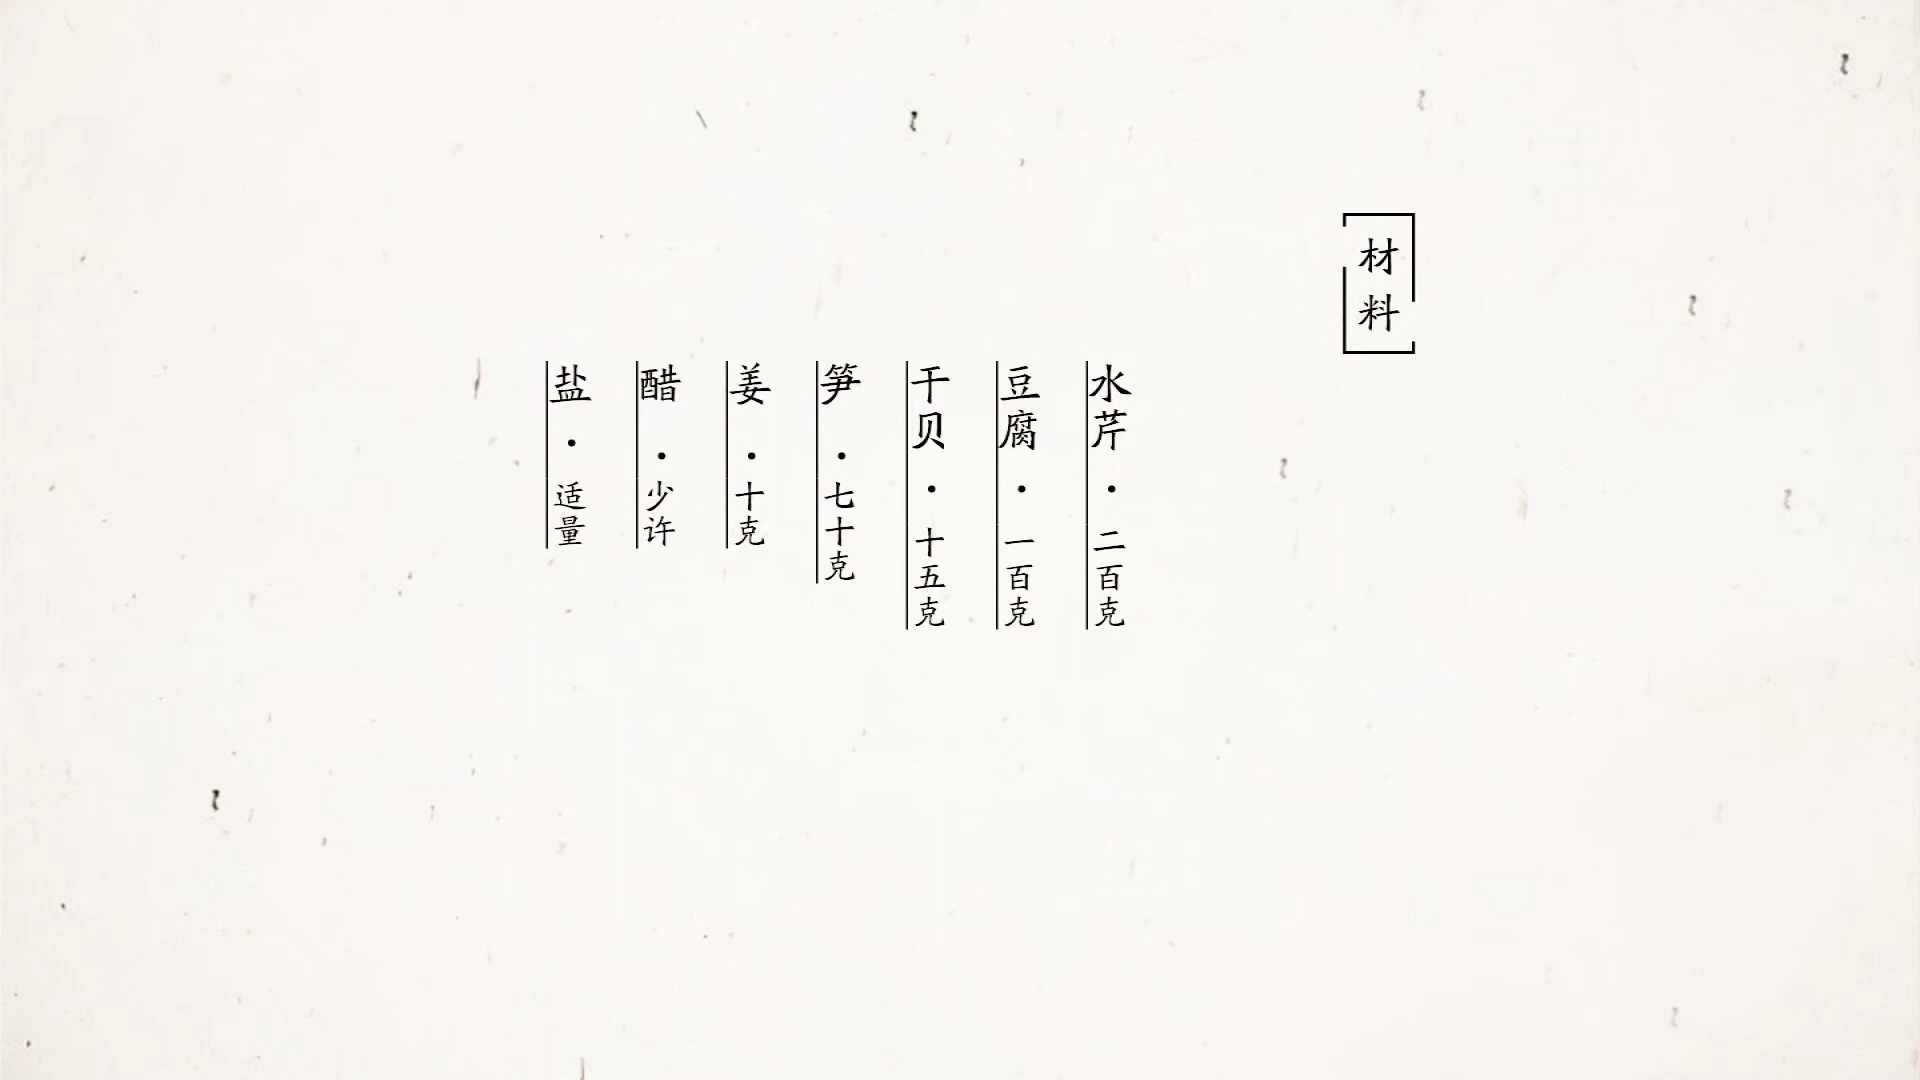 材料
水芹·二百克
豆腐·一百克
干贝·十五克
笋·七十克
姜·十克
醋·少许
盐·适量